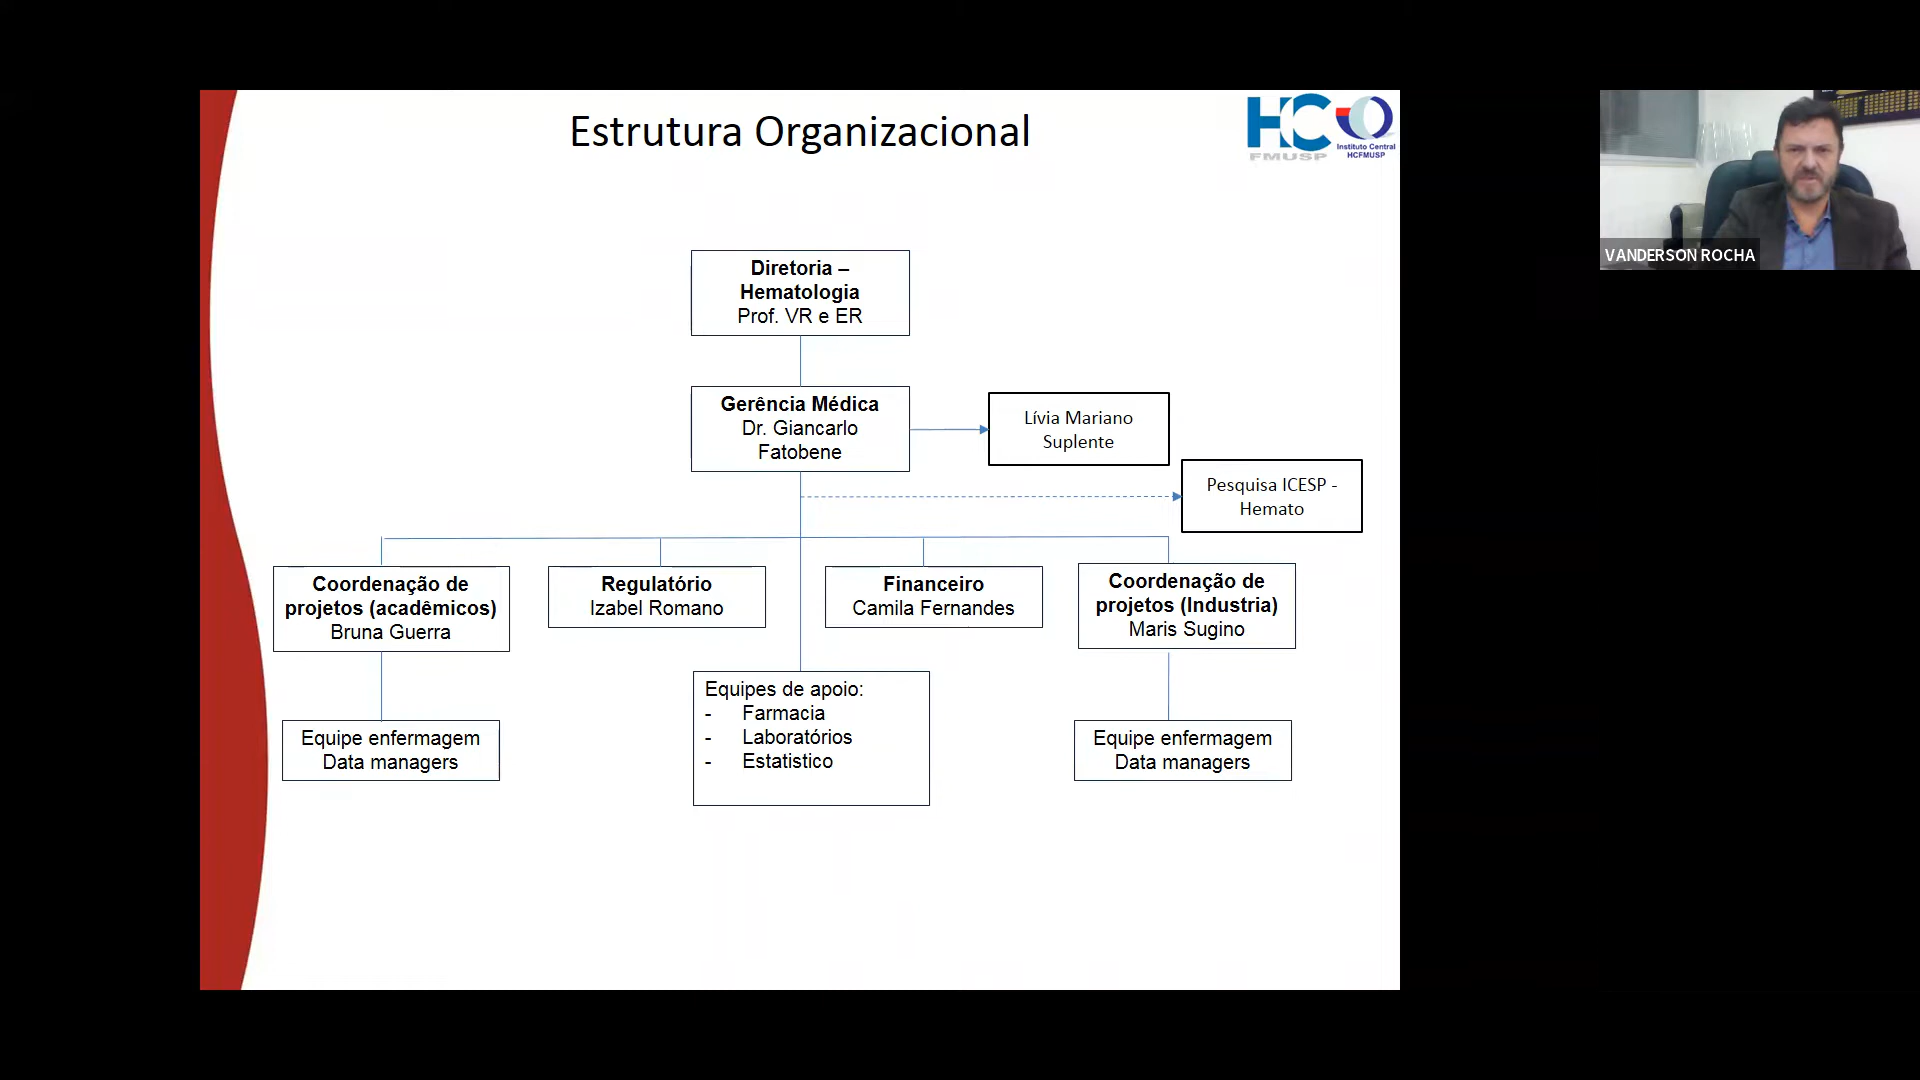 Estrutura Organizacional
HC
FMUSP
Instituto Central
HCFMUSP
VANDERSON ROCHA
Diretoria –
Hematologia
Prof. VR e ER
Gerência Médica
Dr. Giancarlo
Fatobene
Lívia Mariano
Suplente
Pesquisa ICESP -
Hemato
Coordenação de
projetos (acadêmicos)
Bruna Guerra
Regulatório
Izabel Romano
Financeiro
Camila Fernandes
Coordenação de
projetos (Industria)
Maris Sugino
Equipe enfermagem
Data managers
Equipes de apoio:
- Farmacia
- Laboratórios
- Estatistico
Equipe enfermagem
Data managers